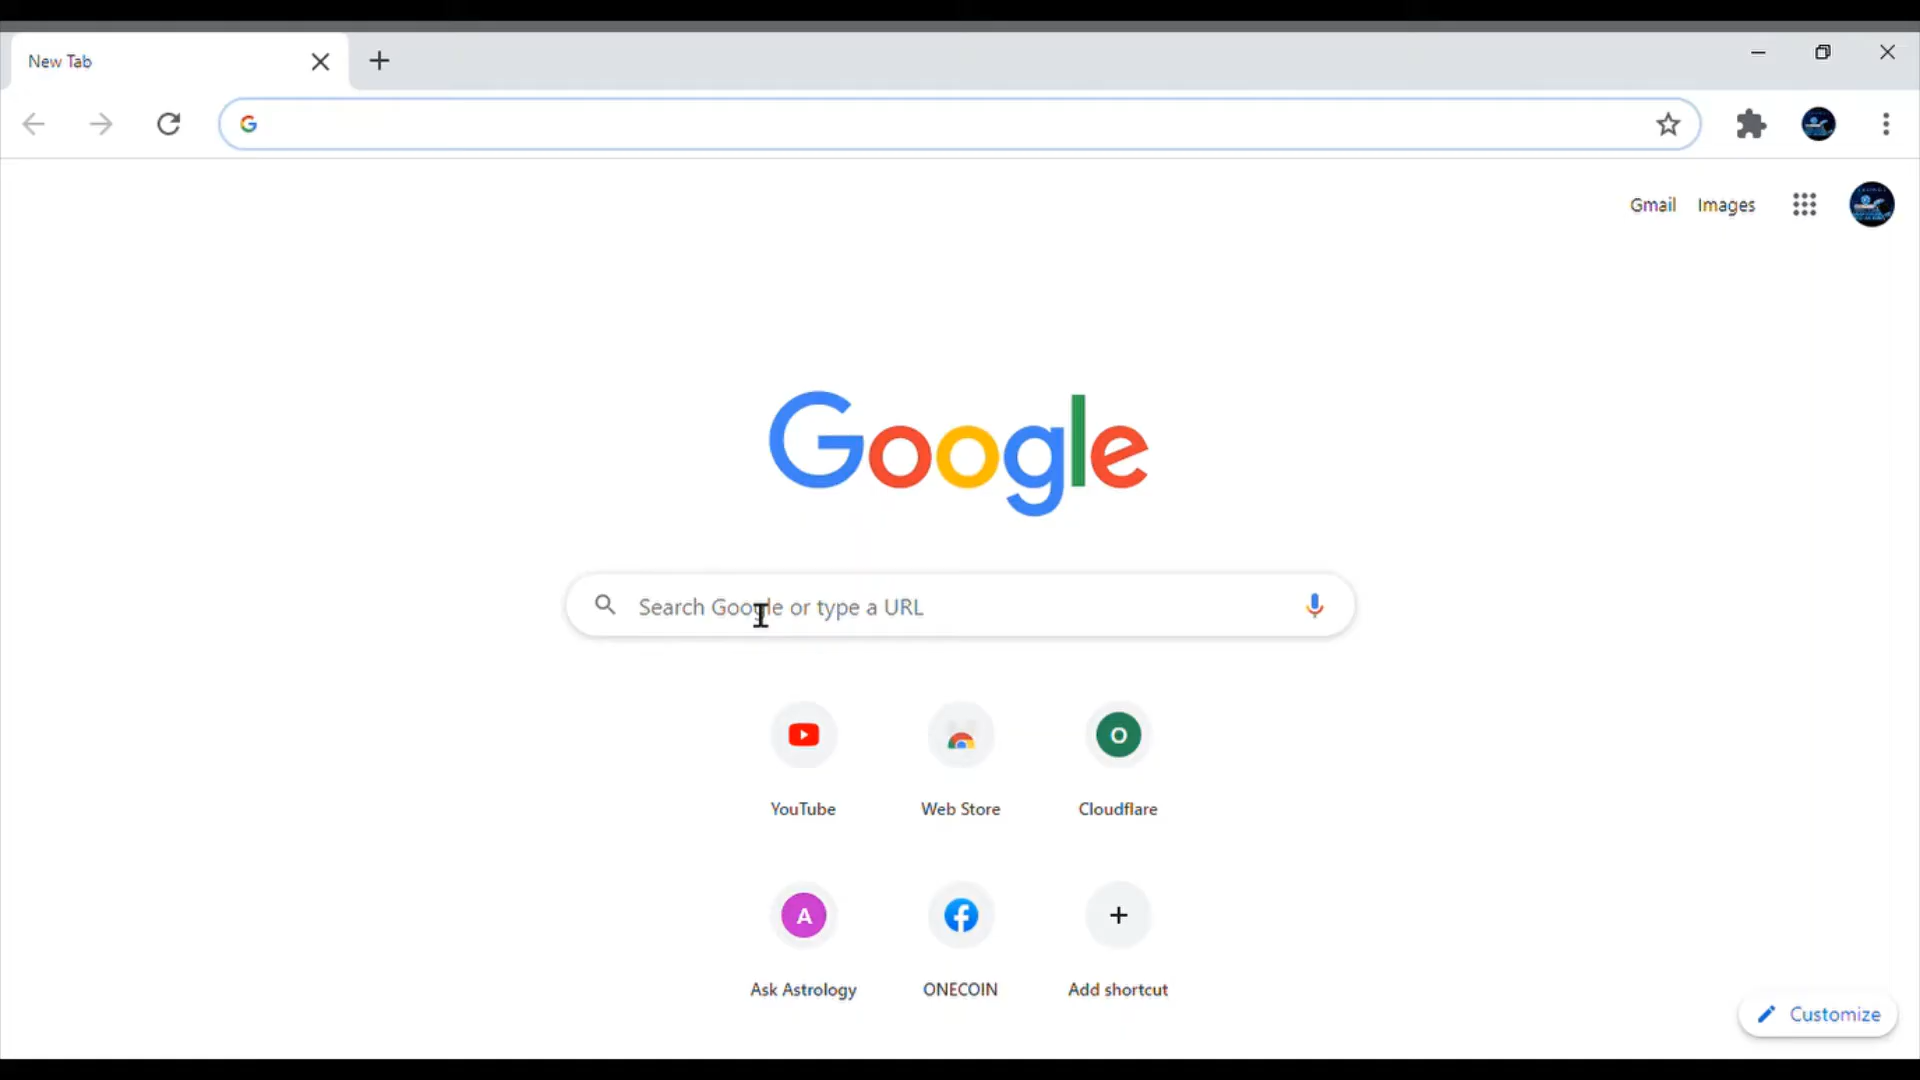 New Tab
Gmail Images
Google
Search Google or type a URL
YouTube Web Store Cloudflare
O
A
Ask Astrology ONECOIN Add shortcut
Customize